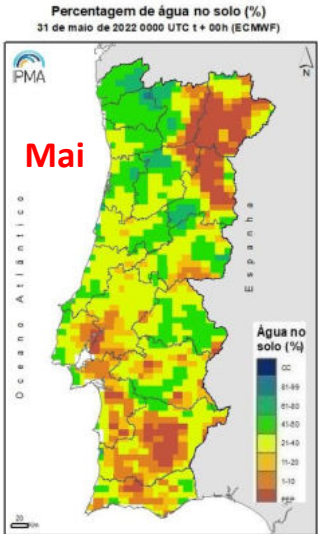 Percentagem de água no solo (%)
31 de maio de 2022 0000 UTC t + 00h (ECMWF)
IPMA
N
Mai
Oceano Atlântico
Espanha
Água no
solo (%)
CC
81-99
61-80
41-60
21-40
11-20
1-10
PEP
20
Km